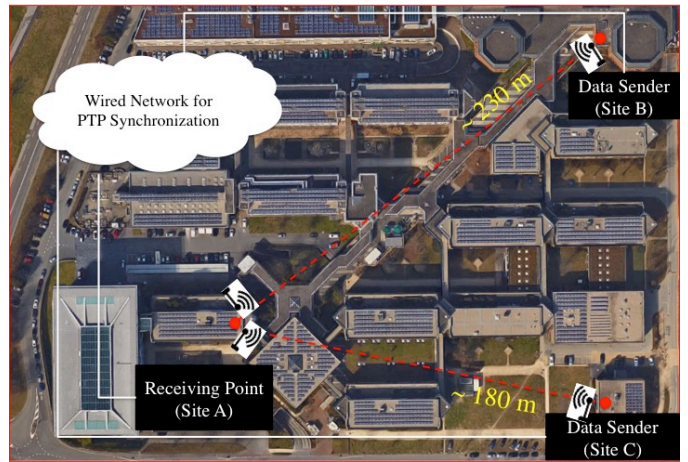 Wired Network for
PTP Synchronization
~ 230 m
Data Sender
(Site B)
Receiving Point
(Site A)
~ 180 m
Data Sender
(Site C)